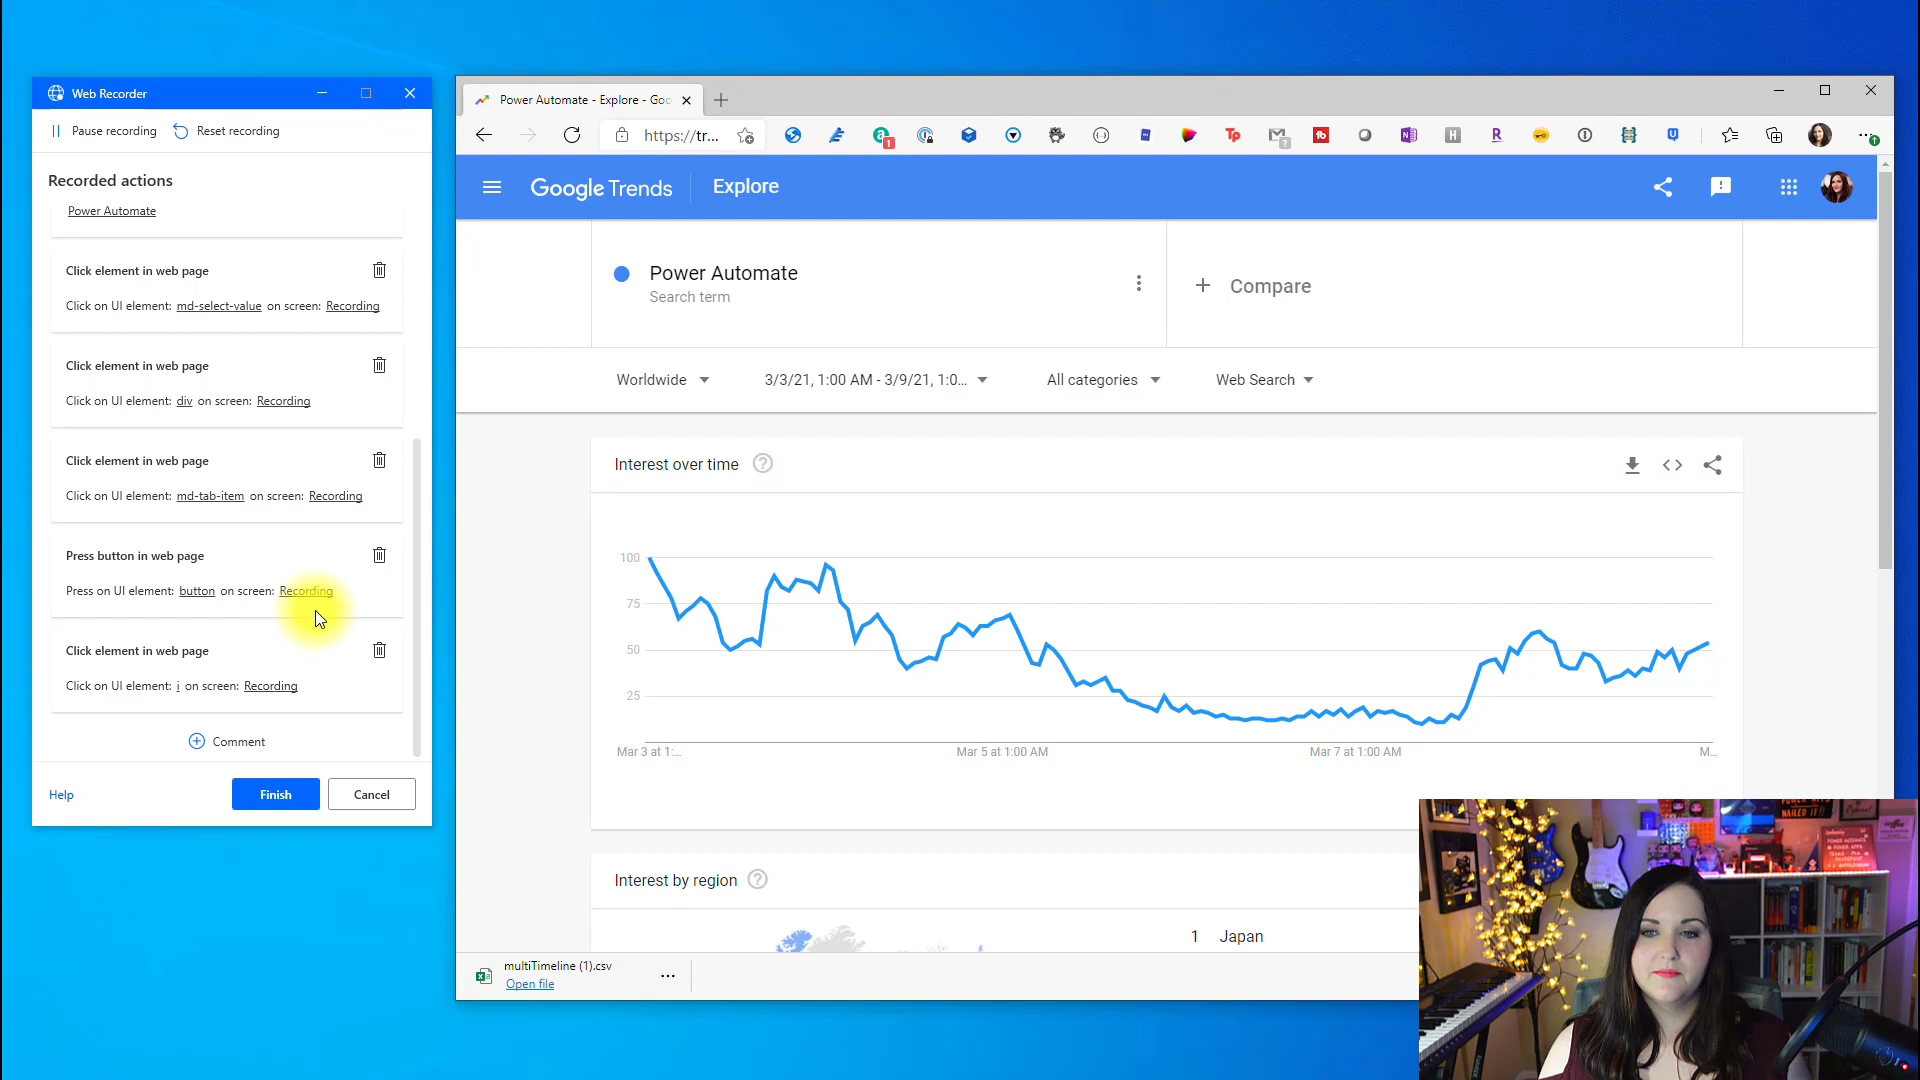 Web Recorder
Pause recording
Reset recording
Recorded actions
Power Automate
Click element in web page
Click on UI element: md-select-value on screen: Recording
Click element in web page
Click on UI element: div on screen: Recording
Click element in web page
Click on UI element: md-tab-item on screen: Recording
Press button in web page
Press on UI element: button on screen: Recording
Click element in web page
Click on UI element: i on screen: Recording
Comment
Help
Finish
Cancel
Power Automate - Explore - Goo
https://tr...
Google Trends
Explore
Power Automate
Search term
Compare
Worldwide
3/3/21, 1:00 AM - 3/9/21, 1:0...
All categories
Web Search
Interest over time
100
75
50
25
Mar 3 at 1:...
Mar 5 at 1:00 AM
Mar 7 at 1:00 AM
M...
Interest by region
1 Japan
multiTimeline (1).csv
Open file